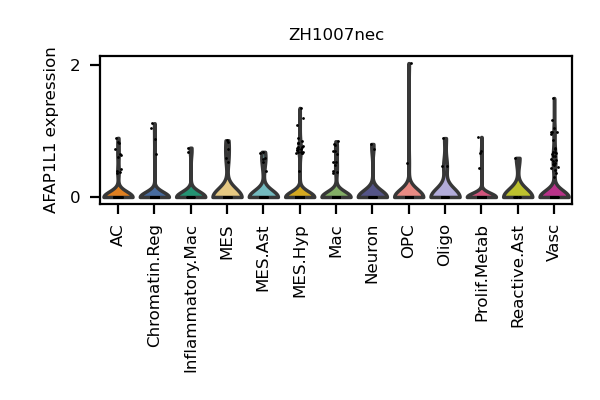 ZH1007nec
AFAP1L1 expression
2
0
AC
Chromatin.Reg
Inflammatory.Mac
MES
MES.Ast
MES.Hyp
Mac
Neuron
OPC
Oligo
Prolif.Metab
Reactive.Ast
Vasc